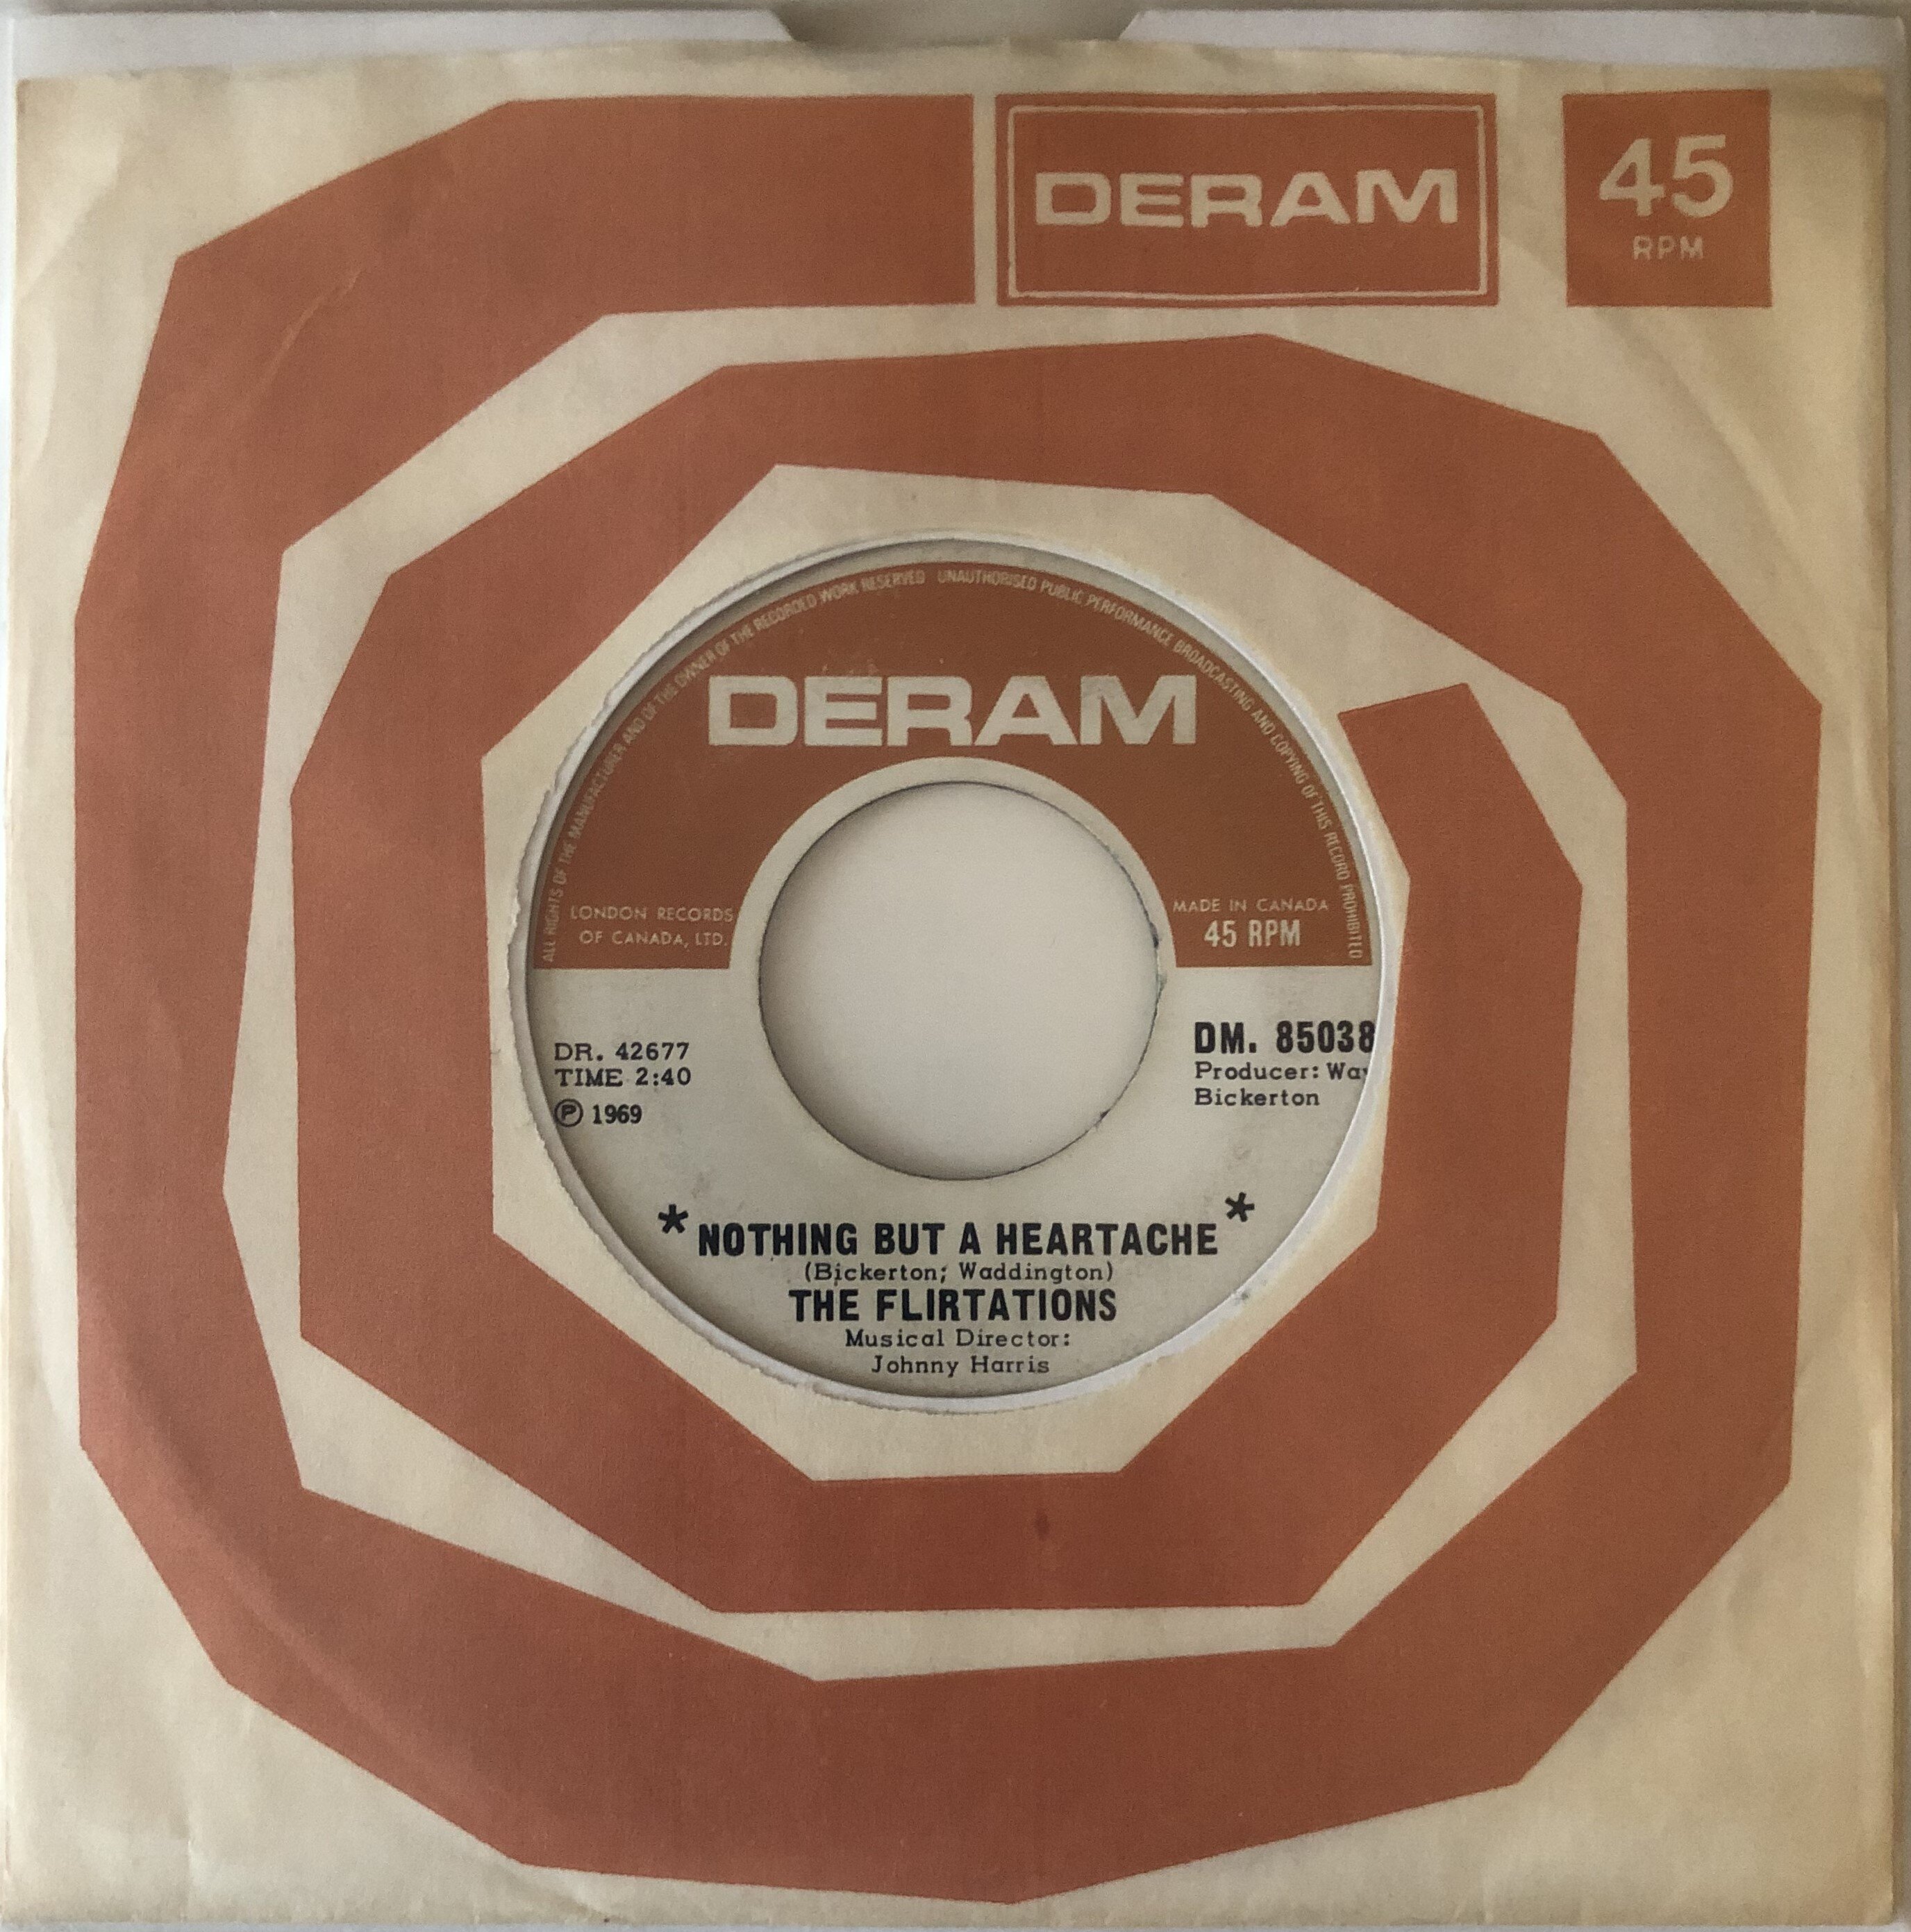 DERAM
45
RPM
ALL RIGHTS OF THE MANUFACTURER AND OF THE OWNER OF THE RECORDED WORK RESERVED UNAUTHORISED PUBLIC PERFORMANCE BROADCASTING AND COPYING OF THIS RECORD PROHIBITED
DERAM
LONDON RECORDS
OF CANADA, LTD.
MADE IN CANADA
45 RPM
DR. 42677
TIME 2:40
℗ 1969
DM. 85038
Producer: 
Bickerton
* NOTHING BUT A HEARTACHE *
(Bickerton; Waddington)
THE FLIRTATIONS
Musical Director:
Johnny Harris